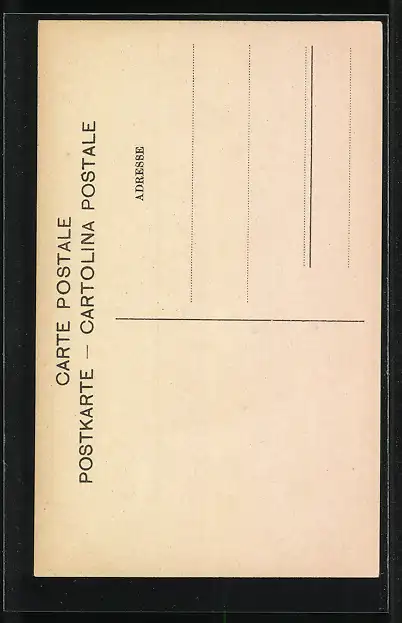 CARTE POSTALE
POSTKARTE — CARTOLINA POSTALE
ADRESSE